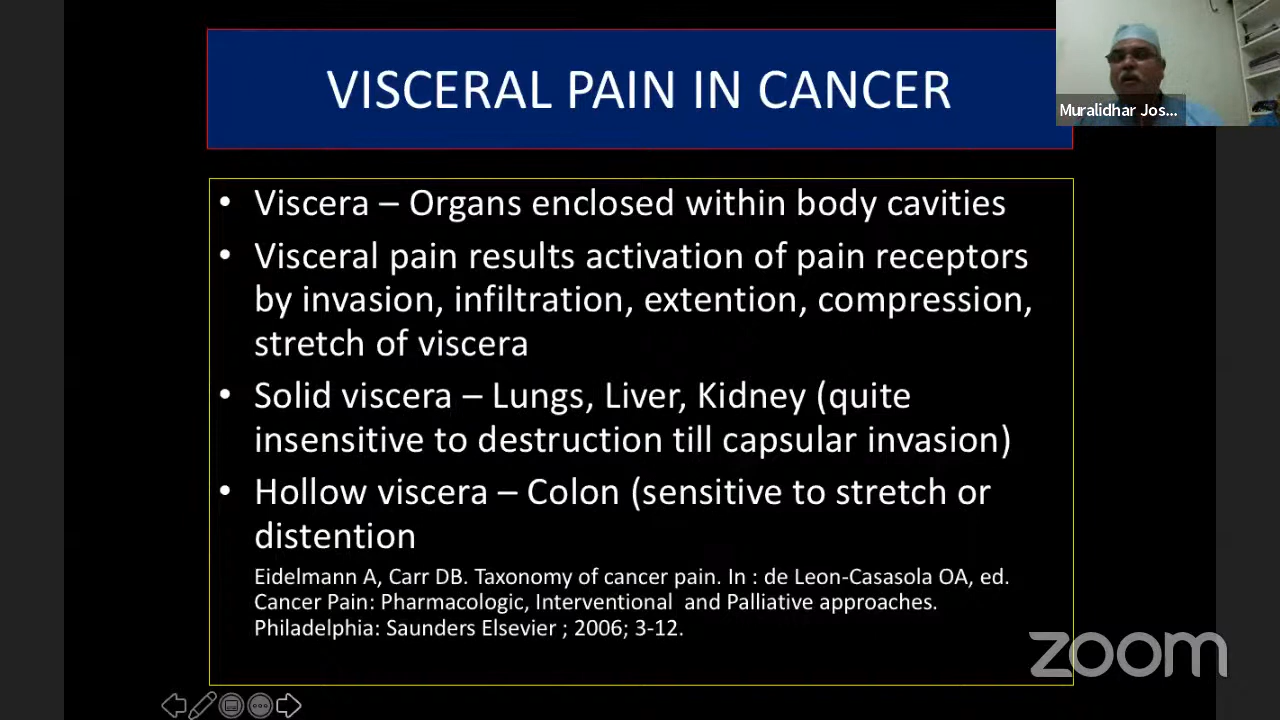 VISCERAL PAIN IN CANCER
Muralidhar Jos...
• Viscera – Organs enclosed within body cavities
• Visceral pain results activation of pain receptors
by invasion, infiltration, extention, compression,
stretch of viscera
• Solid viscera – Lungs, Liver, Kidney (quite
insensitive to destruction till capsular invasion)
• Hollow viscera – Colon (sensitive to stretch or
distention
Eidelmann A, Carr DB. Taxonomy of cancer pain. In : de Leon-Casasola OA, ed.
Cancer Pain: Pharmacologic, Interventional and Palliative approaches.
Philadelphia: Saunders Elsevier ; 2006; 3-12.
zoom